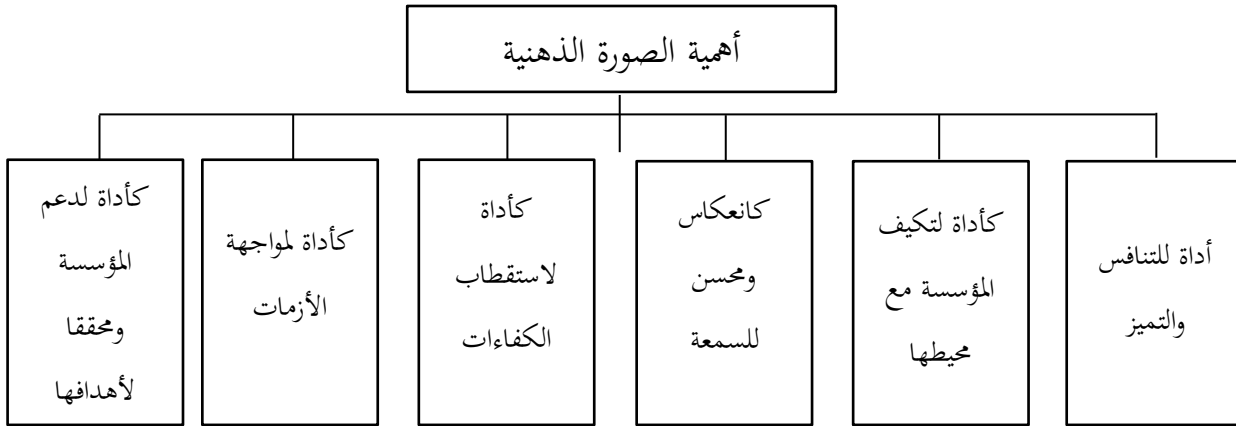 أهمية الصورة الذهنية
أداة للتنافس
والتميز
كأداة لتكيف
المؤسسة مع
محيطها
كانعكاس
ومحسن
للسمعة
كأداة
لاستقطاب
الكفاءات
كأداة لمواجهة
الأزمات
كأداة لدعم
المؤسسة
ومحققا
لأهدافها